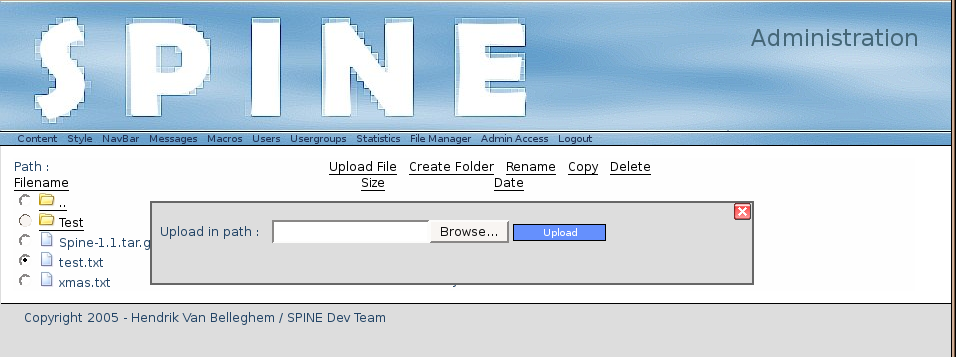 SPINE
Administration
Content Style NavBar Messages Macros Users Usergroups Statistics File Manager Admin Access Logout
Path : Upload File Create Folder Rename Copy Delete
Filename Size Date
..
Test
Spine-1.1.tar.g
Upload in path : Browse... Upload
test.txt
xmas.txt
Copyright 2005 - Hendrik Van Belleghem / SPINE Dev Team